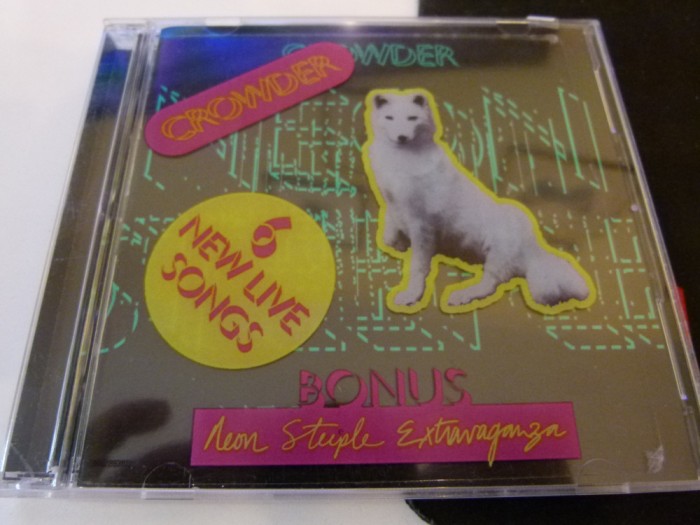 CROWDER
CROWDER
6
NEW LIVE
SONGS
BONUS
Neon Steeple Extravaganza